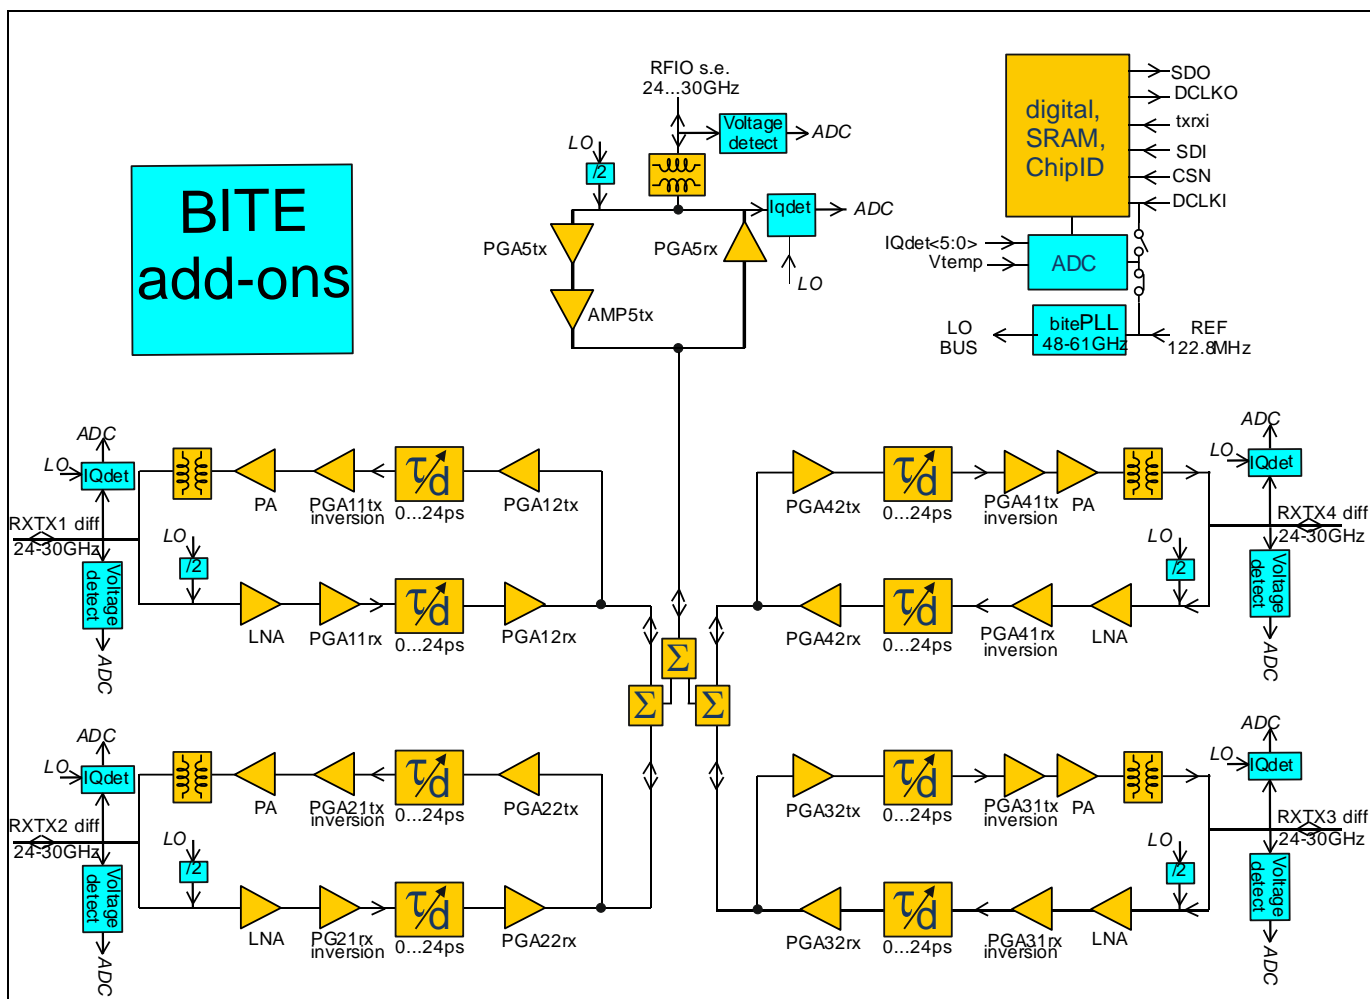 RFIO s.e.
24...30GHz
LO
/2
Voltage
detect
ADC
PGA5tx
PGA5rx
Iqdet
ADC
LO
AMP5tx
BITE
add-ons
digital,
SRAM,
ChipID
SDO
DCLKO
txrxi
SDI
CSN
DCLKI
IQdet<5:0>
Vtemp
ADC
LO
BUS
bitePLL
48-61GHz
REF
122.8MHz
ADC
LO
IQdet
RXTX1 diff
24-30GHz
Voltage
detect
ADC
PA
PGA11tx
inversion
τ/d
0...24ps
PGA12tx
LO
/2
LNA
PGA11rx
τ/d
0...24ps
PGA12rx
PGA42tx
τ/d
0...24ps
PGA41tx
inversion
PA
ADC
LO
IQdet
RXTX4 diff
24-30GHz
Voltage
detect
ADC
LO
/2
PGA42rx
τ/d
0...24ps
PGA41rx
inversion
LNA
Σ
Σ
Σ
ADC
LO
IQdet
RXTX2 diff
24-30GHz
Voltage
detect
ADC
PA
PGA21tx
inversion
τ/d
0...24ps
PGA22tx
LO
/2
LNA
PG21rx
inversion
τ/d
0...24ps
PGA22rx
PGA32tx
τ/d
0...24ps
PGA31tx
inversion
PA
ADC
LO
IQdet
RXTX3 diff
24-30GHz
Voltage
detect
ADC
LO
/2
PGA32rx
τ/d
0...24ps
PGA31rx
inversion
LNA